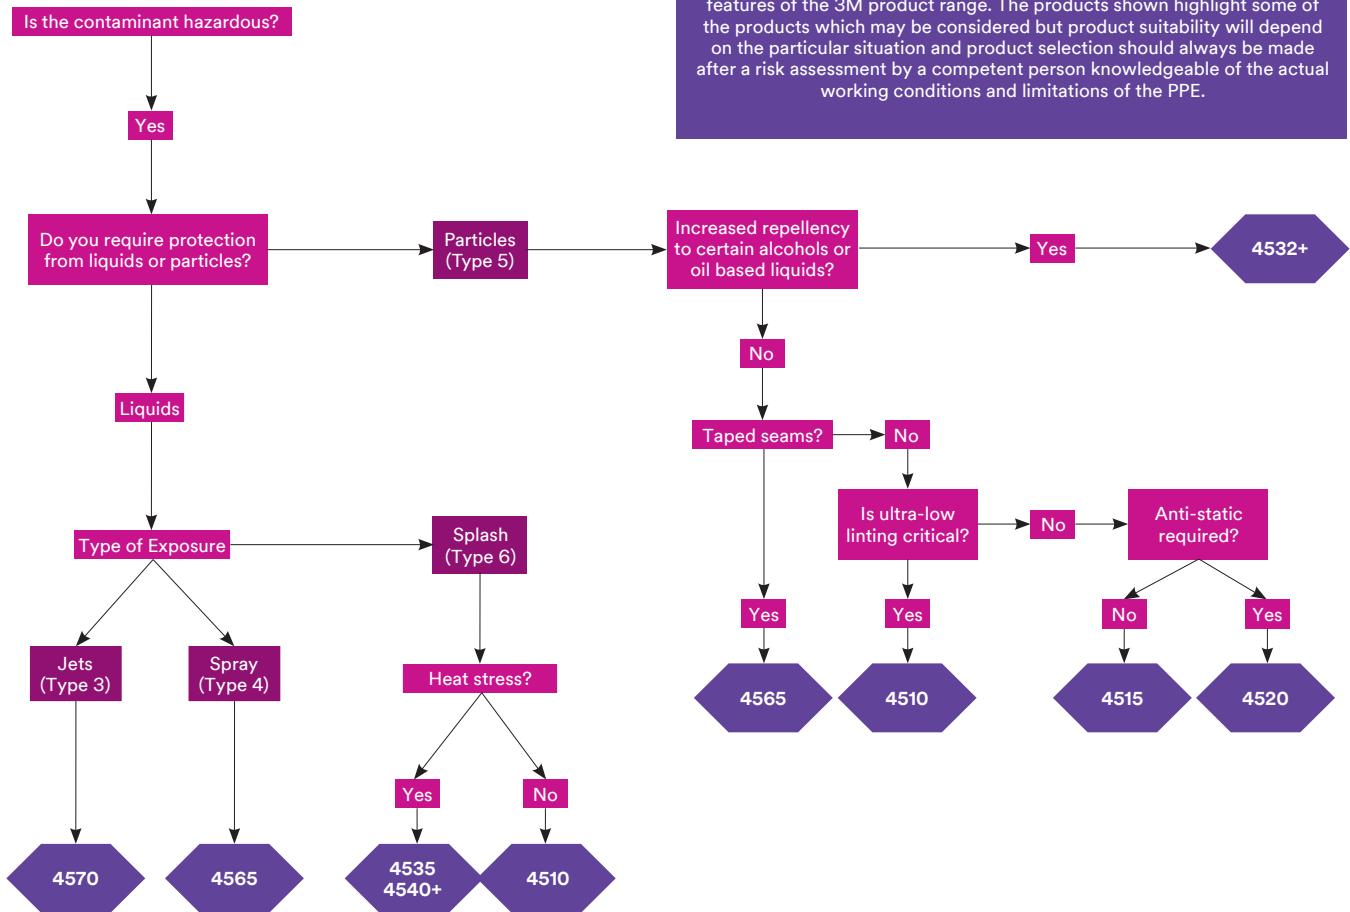 Is the contaminant hazardous?
features of the 3M product range. The products shown highlight some of
the products which may be considered but product suitability will depend
on the particular situation and product selection should always be made
after a risk assessment by a competent person knowledgeable of the actual
working conditions and limitations of the PPE.
Yes
Do you require protection
from liquids or particles?
Particles
(Type 5)
Increased repellency
to certain alcohols or
oil based liquids?
Yes
4532+
No
Liquids
Taped seams?
No
Is ultra-low
linting critical?
No
Anti-static
required?
Type of Exposure
Splash
(Type 6)
Yes
Yes
No
Yes
Jets
(Type 3)
Spray
(Type 4)
Heat stress?
4565
4510
4515
4520
Yes
No
4570
4565
4535
4540+
4510